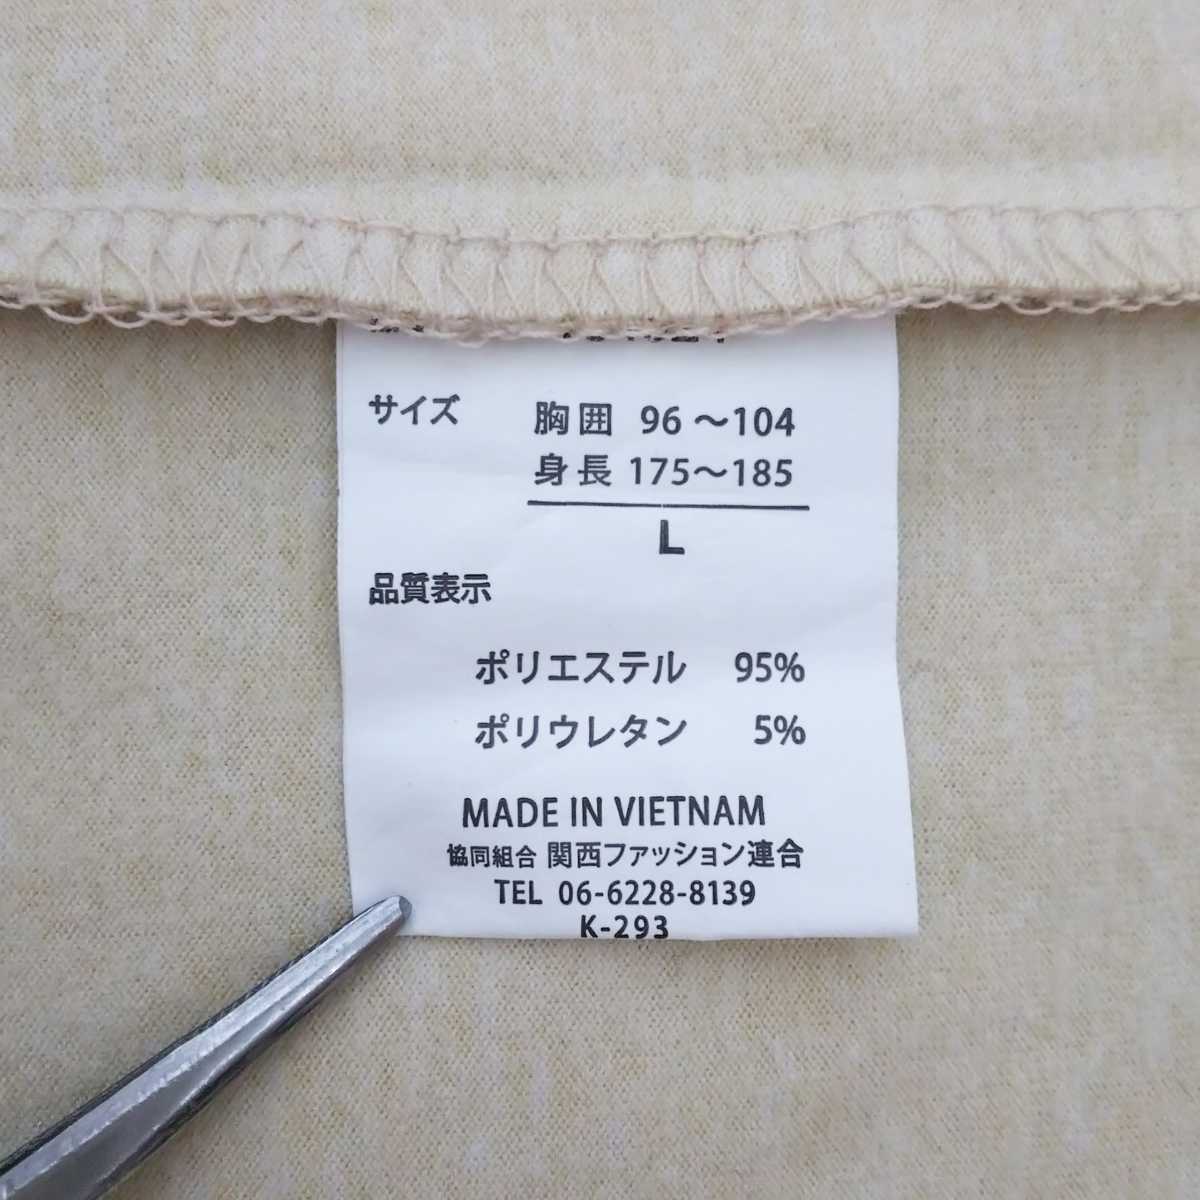 サイズ 胸囲 96～104
身長 175～185
L
品質表示
ポリエステル 95%
ポリウレタン 5%
MADE IN VIETNAM
協同組合 関西ファッション連合
TEL 06-6228-8139
K-293